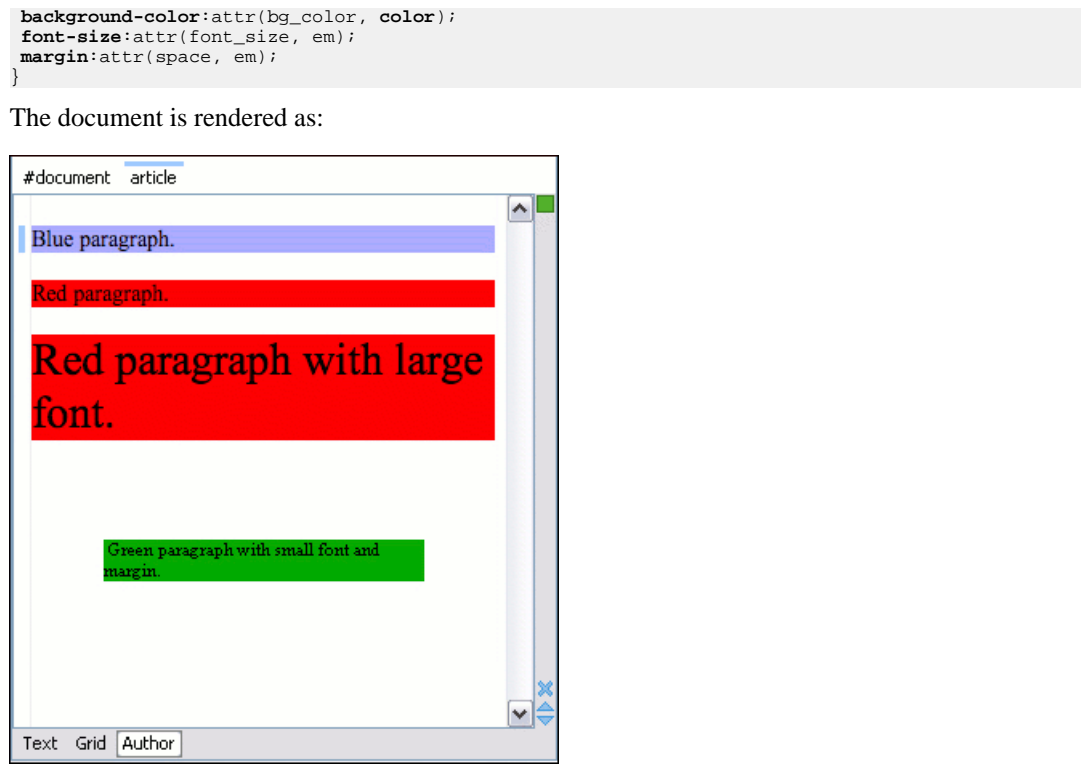 background-color:attr(bg_color, color);
font-size:attr(font_size, em);
margin:attr(space, em);
}
The document is rendered as:
#document article
Blue paragraph.
Red paragraph.
Red paragraph with large
font.
Green paragraph with small font and
margin.
Text Grid Author